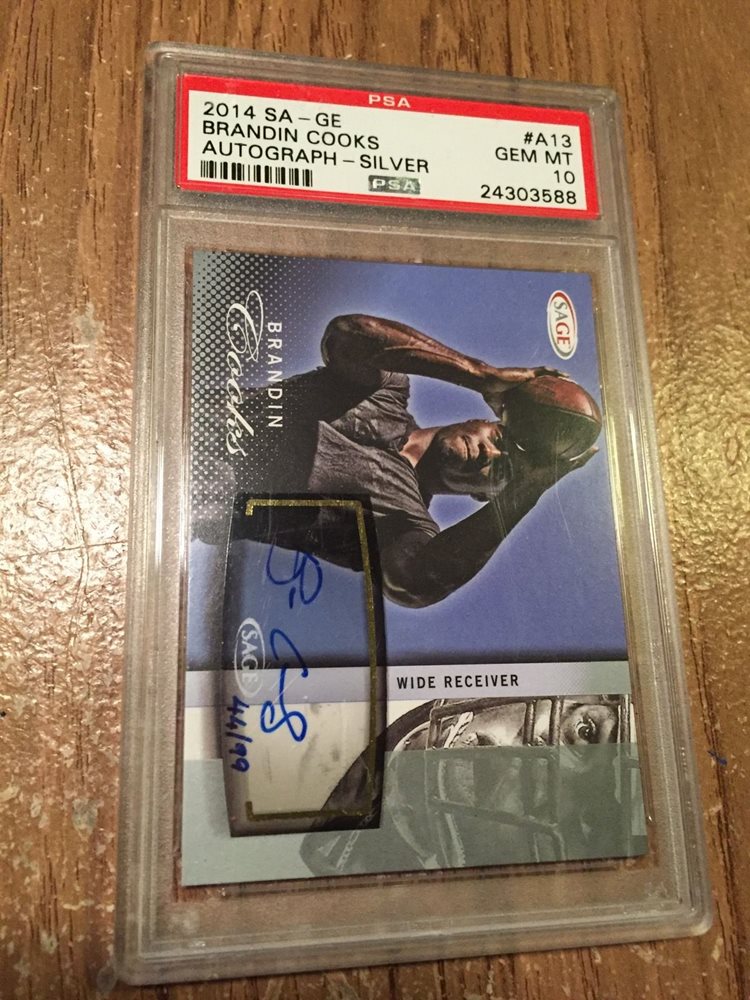 PSA
2014 SA-GE
BRANDIN COOKS
AUTOGRAPH-SILVER
#A13
GEM MT
10
24303588
PSA
SAGE
BRANDIN
Cooks
SAGE
44/99
WIDE RECEIVER